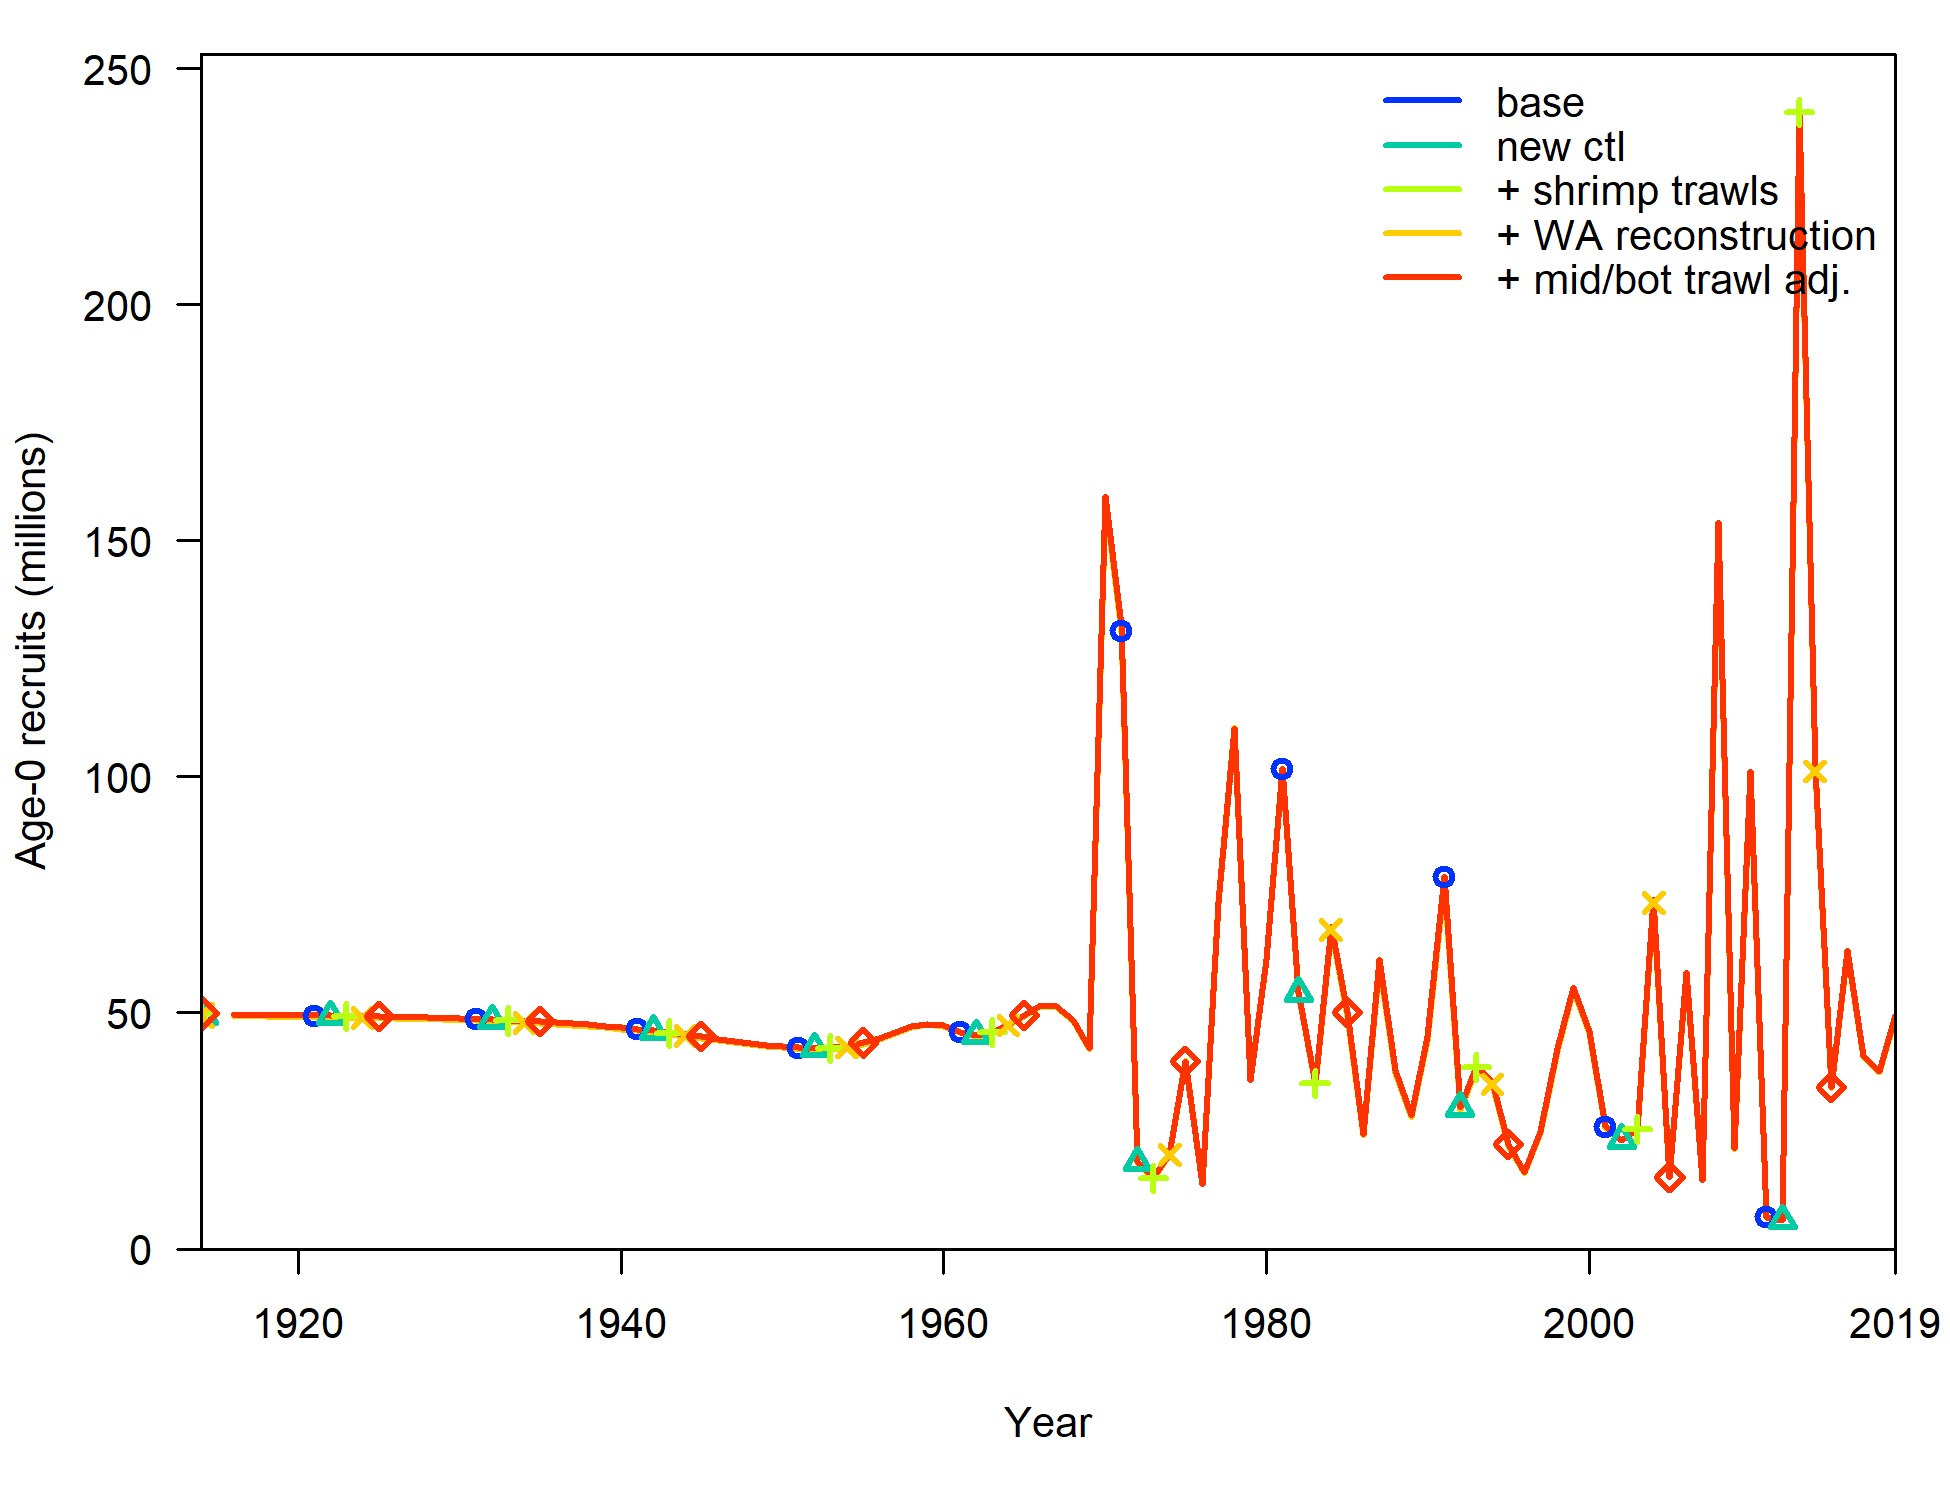 250
200
150
100
50
0
Age-0 recruits (millions)
base
new ctl
+ shrimp trawls
+ WA reconstruction
+ mid/bot trawl adj.
1920
1940
1960
1980
2000
2019
Year